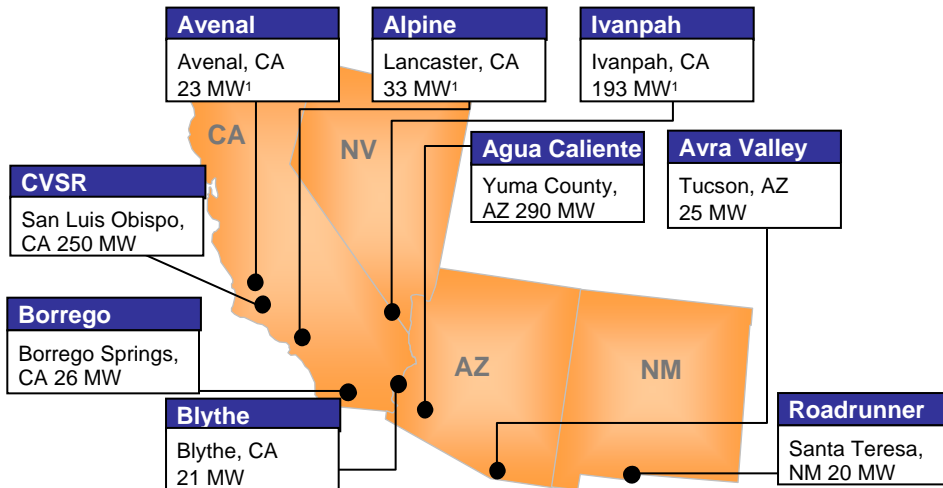 Avenal
Avenal, CA
23 MW¹
Alpine
Lancaster, CA
33 MW¹
Ivanpah
Ivanpah, CA
193 MW¹
CA
NV
Agua Caliente
Yuma County,
AZ 290 MW
Avra Valley
Tucson, AZ
25 MW
CVSR
San Luis Obispo,
CA 250 MW
Borrego
Borrego Springs,
CA 26 MW
AZ
NM
Blythe
Blythe, CA
21 MW
Roadrunner
Santa Teresa,
NM 20 MW